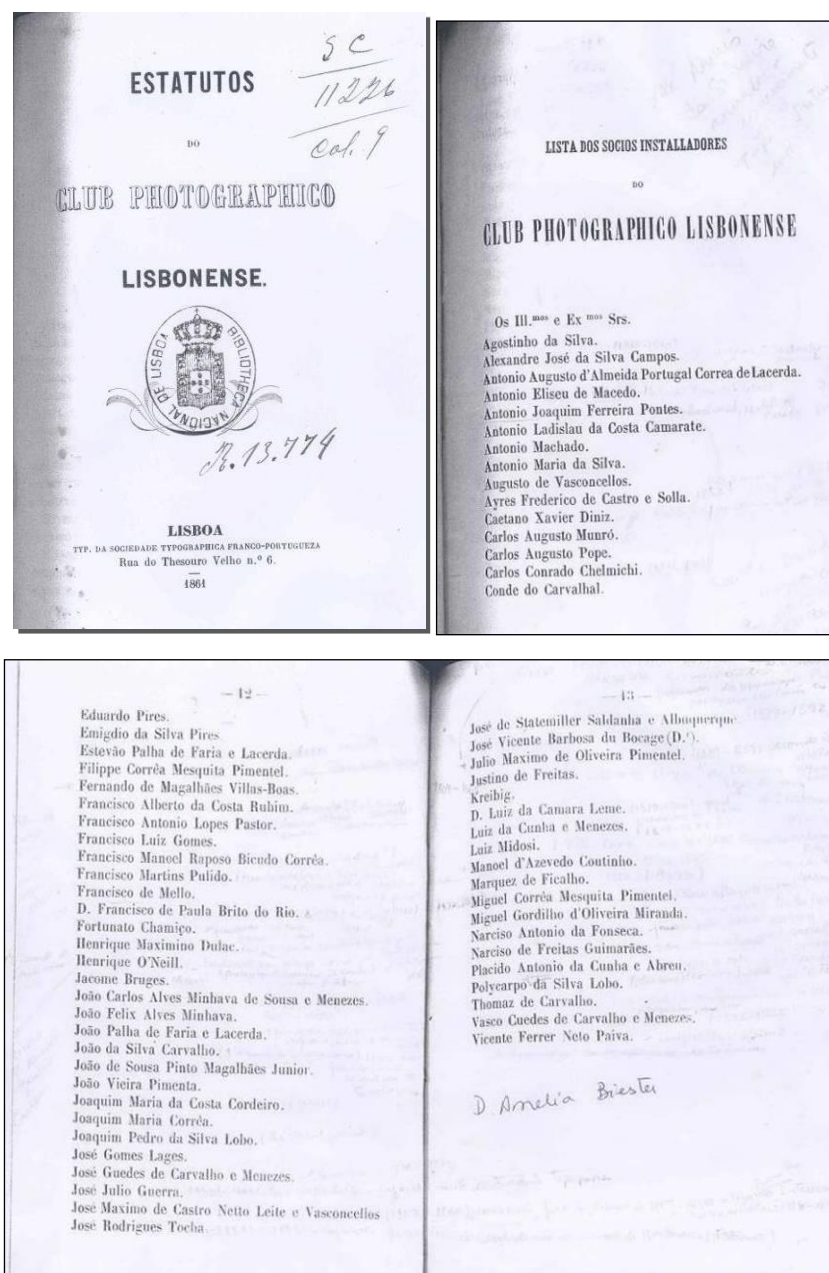 ESTATUTOS
DO
CLUB PHOTOGRAPHICO
LISBONENSE.
SC
11226
Col. 9
BIBLIOTHECA NACIONAL DE LISBOA
R.13.774
LISBOA
TYP. DA SOCIEDADE TYPOGRAPHICA FRANCO-PORTUGUEZA
Rua do Thesouro Velho n.º 6.
1861
LISTA DOS SOCIOS INSTALLADORES
DO
CLUB PHOTOGRAPHICO LISBONENSE
Os Ill.mos e Ex mos Srs.
Agostinho da Silva.
Alexandre José da Silva Campos.
Antonio Augusto d'Almeida Portugal Correa de Lacerda.
Antonio Eliseu de Macedo.
Antonio Joaquim Ferreira Pontes.
Antonio Ladislau da Costa Camarate.
Antonio Machado.
Antonio Maria da Silva.
Augusto de Vasconcellos.
Ayres Frederico de Castro e Solla.
Caetano Xavier Diniz.
Carlos Augusto Munró.
Carlos Augusto Pope.
Carlos Conrado Chelmichi.
Conde do Carvalhal.
— 12 —
Eduardo Pires.
Emigdio da Silva Pires
Estevão Palha de Faria e Lacerda.
Filippe Corrêa Mesquita Pimentel.
Fernando de Magalhães Villas-Boas.
Francisco Alberto da Costa Rubim.
Francisco Antonio Lopes Pastor.
Francisco Luiz Gomes.
Francisco Manoel Raposo Bicudo Corrêa.
Francisco Martins Pulido.
Francisco de Mello.
D. Francisco de Paula Brito do Rio.
Fortunato Chamiço.
Henrique Maximino Dulac.
Henrique O'Neill.
Jacome Bruges.
João Carlos Alves Minhava de Sousa e Menezes.
João Felix Alves Minhava.
João Palha de Faria e Lacerda.
João da Silva Carvalho.
João de Sousa Pinto Magalhães Junior.
João Vieira Pimenta.
Joaquim Maria da Costa Cordeiro.
Joaquim Maria Corrêa.
Joaquim Pedro da Silva Lobo.
José Gomes Lages.
José Guedes de Carvalho e Menezes.
José Julio Guerra.
José Maximo de Castro Netto Leite e Vasconcellos
José Rodrigues Tocha
— 13 —
José de Statemiller Saldanha e Albuquerque
José Vicente Barbosa du Bocage (D.r).
Julio Maximo de Oliveira Pimentel.
Justino de Freitas.
Kreibig.
D. Luiz da Camara Leme.
Luiz da Cunha e Menezes.
Luiz Midosi.
Manoel d'Azevedo Coutinho.
Marquez de Ficalho.
Miguel Corrêa Mesquita Pimentel.
Miguel Gordilho d'Oliveira Miranda.
Narciso Antonio da Fonseca.
Narciso de Freitas Guimarães.
Placido Antonio da Cunha e Abreu.
Polycarpo da Silva Lobo.
Thomaz de Carvalho.
Vasco Guedes de Carvalho e Menezes.
Vicente Ferrer Neto Paiva.
D. Amelia Biester